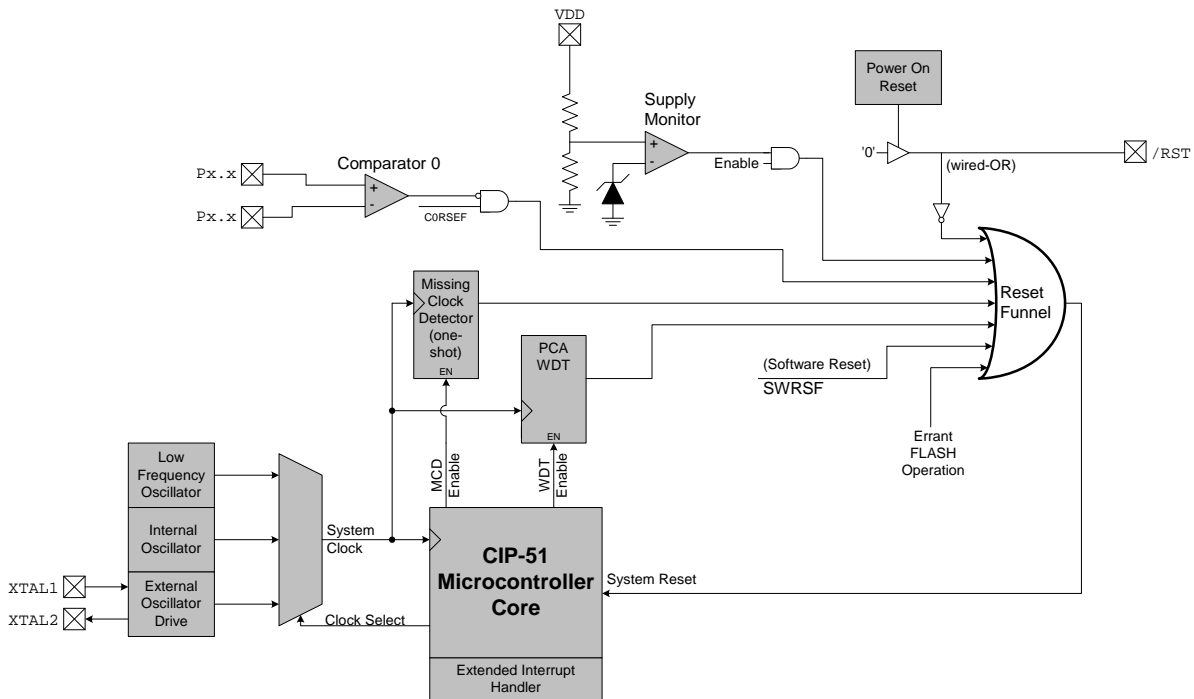 VDD
Power On
Reset
Supply
Monitor
+
-
Enable
'0'
(wired-OR)
/RST
Comparator 0
Px.x
Px.x
+
-
C0RSEF
Missing
Clock
Detector
(one-
shot)
EN
PCA
WDT
EN
Reset
Funnel
(Software Reset)
SWRSF
Errant
FLASH
Operation
MCD
Enable
WDT
Enable
Low
Frequency
Oscillator
Internal
Oscillator
External
Oscillator
Drive
XTAL1
XTAL2
System
Clock
Clock Select
CIP-51
Microcontroller
Core
System Reset
Extended Interrupt
Handler